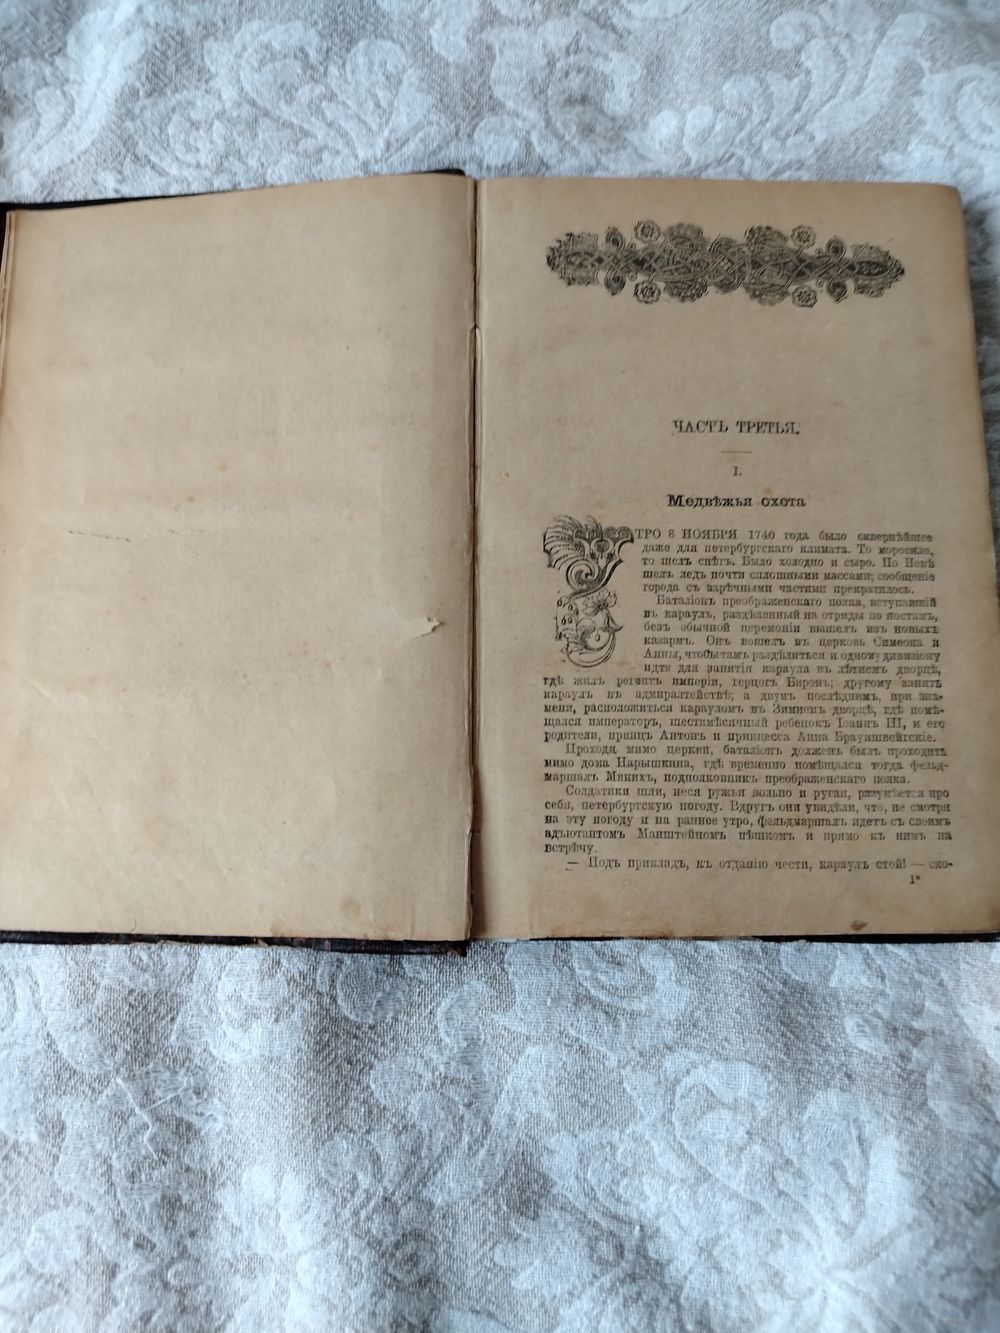 ЧАСТЬ ТРЕТЬЯ.
I.
Медвѣжья охота
УТРО 8 НОЯБРЯ 1740 года было сквернѣйшее
даже для петербургскаго климата. То моросило,
то шелъ снѣгъ. Было холодно и сыро. По Невѣ
шелъ ледъ почти сплошными массами; сообщеніе
города съ зарѣчными частями прекратилось.
Баталіонъ преображенскаго полка, вступавшій
въ караулъ, раздѣленный на отряды по постамъ,
безъ обычной церемоніи вышелъ изъ новыхъ
казармъ. Онъ вошелъ въ церковь Симеона и
Анны, чтобы тамъ раздѣлиться и одному дивизіону
идти для занятія караула въ лѣтнемъ дворцѣ,
гдѣ жилъ регентъ имперіи, герцогъ Биронъ; другому занять
караулъ въ адмиралтействѣ; а двумъ послѣднимъ, при зна-
мени, расположиться карауломъ въ Зимнемъ дворцѣ, гдѣ помѣ-
щался императоръ, шестимѣсячный ребенокъ Іоаннъ III, и его
родители, принцъ Антонъ и принцесса Анна Брауншвейгскіе.
Проходя мимо церкви, баталіонъ долженъ былъ проходить
мимо дома Нарышкина, гдѣ временно помѣщался тогда фельд-
маршалъ Минихъ, подполковникъ преображенскаго полка.
Солдатики шли, неся ружья вольно и ругая, разумѣется про
себя, петербургскую погоду. Вдругъ они увидѣли, что, не смотря
на эту погоду и на раннее утро, фельдмаршалъ идетъ съ своимъ
адъютантомъ Манштейномъ пѣшкомъ и прямо къ нимъ на
встрѣчу.
— Подъ прикладъ, къ отданію чести, караулъ стой! — ско-
1*